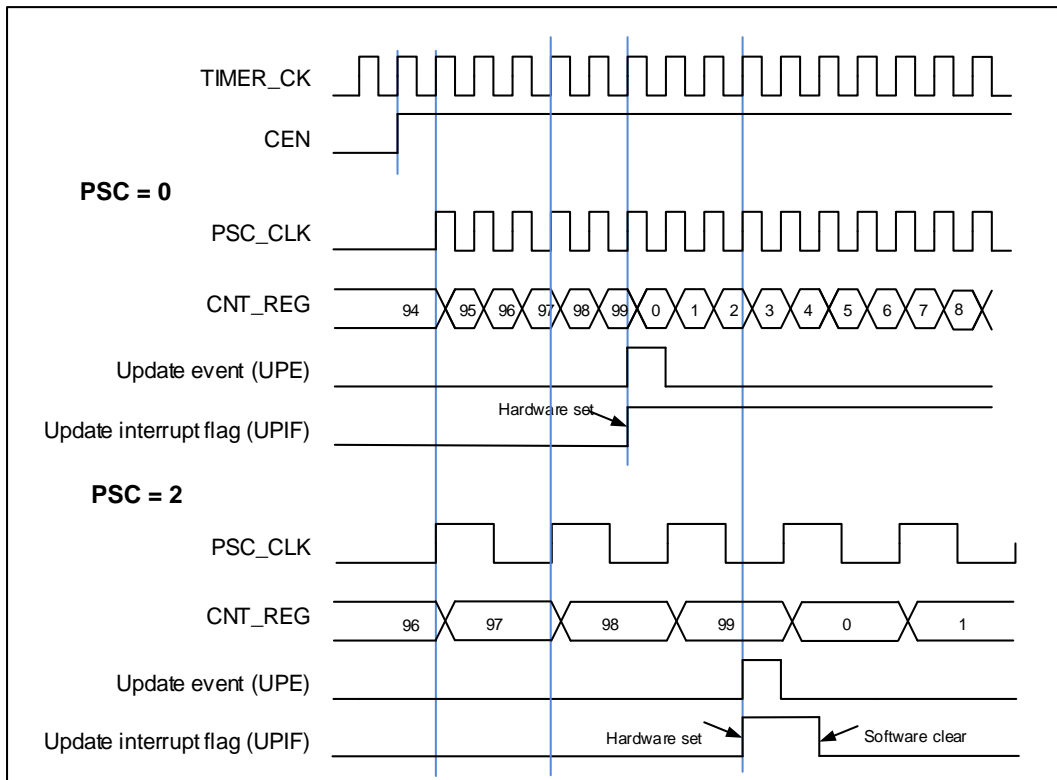 TIMER_CK
CEN
PSC = 0
PSC_CLK
CNT_REG 94 95 96 97 98 99 0 1 2 3 4 5 6 7 8
Update event (UPE)
Hardware set
Update interrupt flag (UPIF)
PSC = 2
PSC_CLK
CNT_REG 96 97 98 99 0 1
Update event (UPE)
Update interrupt flag (UPIF) Hardware set Software clear